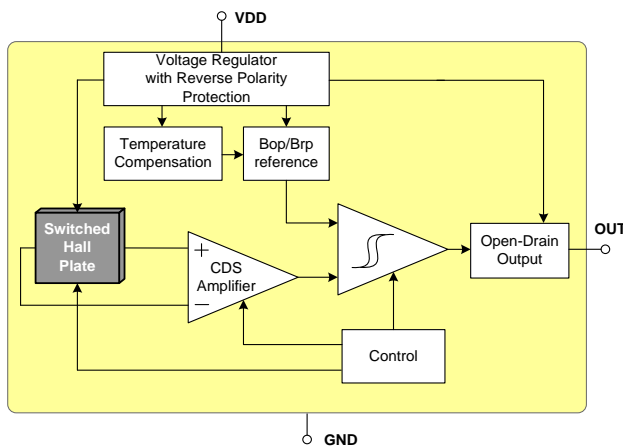 VDD
Voltage Regulator
with Reverse Polarity
Protection
Temperature
Compensation
Bop/Brp
reference
Switched
Hall
Plate
+
−
CDS
Amplifier
Open-Drain
Output
OUT
Control
GND